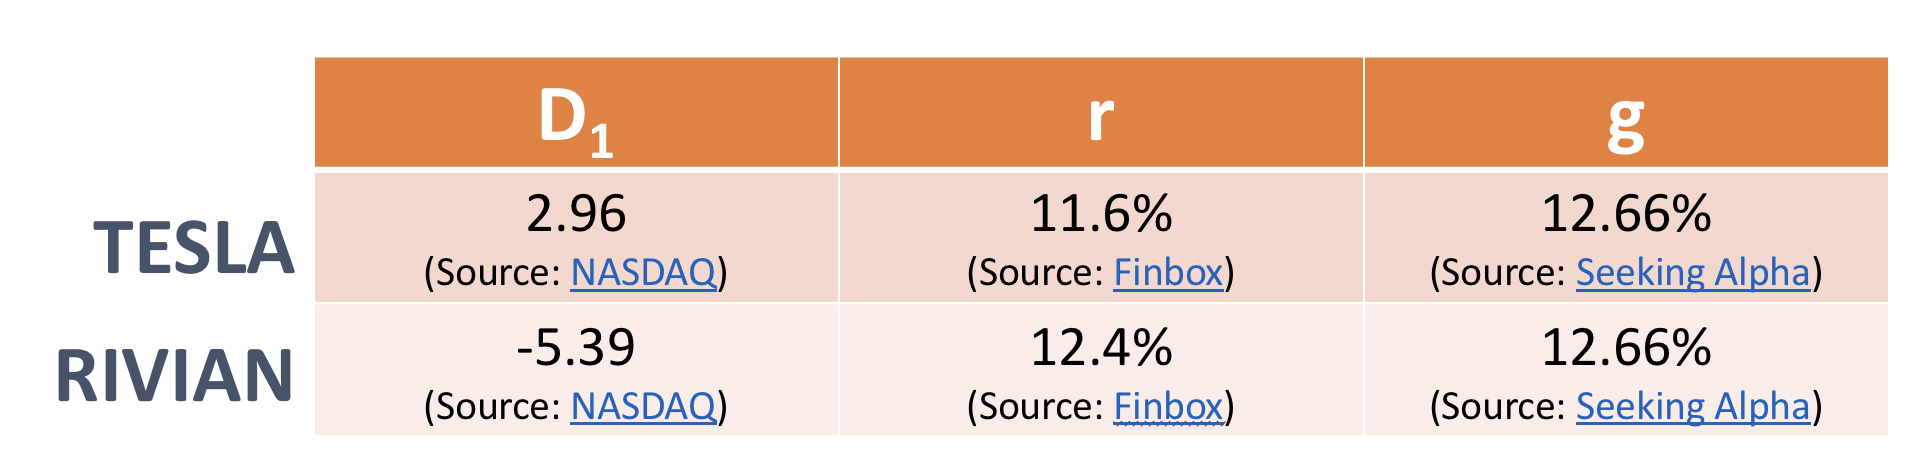 D₁ r g
TESLA 2.96 11.6% 12.66%
(Source: NASDAQ) (Source: Finbox) (Source: Seeking Alpha)
RIVIAN -5.39 12.4% 12.66%
(Source: NASDAQ) (Source: Finbox) (Source: Seeking Alpha)